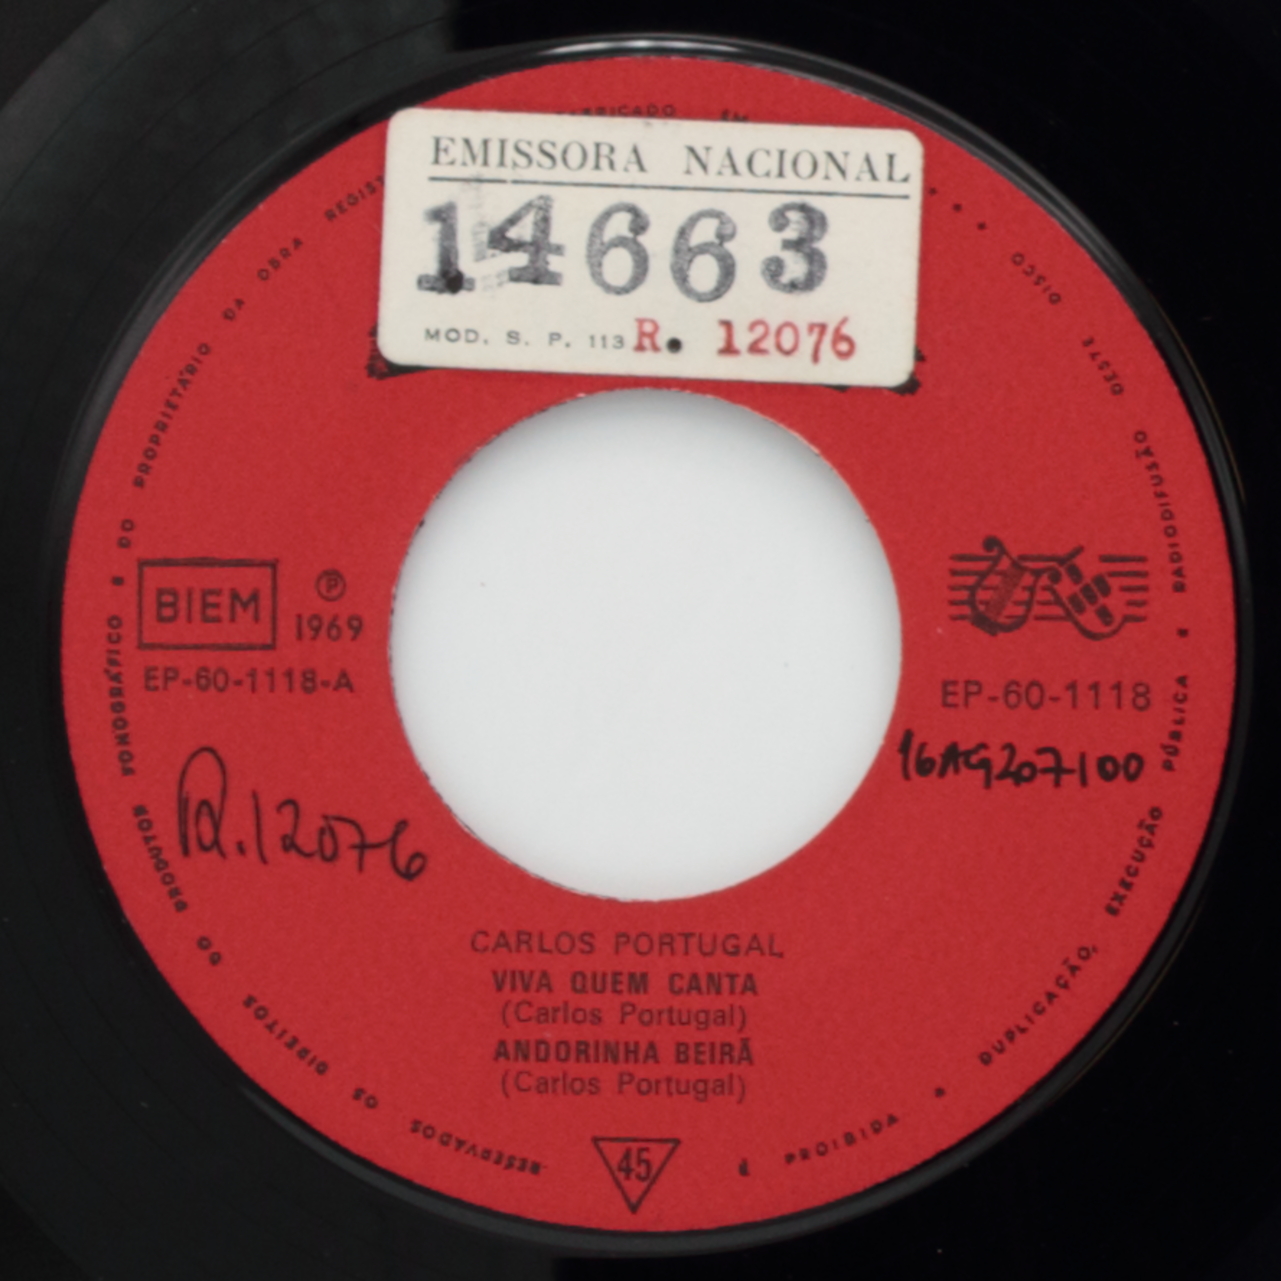 EMISSORA NACIONAL
14663
MOD. S. P. 113 R. 12076
BIEM
Ⓟ
1969
EP-60-1118-A
EP-60-1118
R.12076
16AG207100
CARLOS PORTUGAL
VIVA QUEM CANTA
(Carlos Portugal)
ANDORINHA BEIRÃ
(Carlos Portugal)
45
RESERVADOS OS DIREITOS DO PRODUTOR FONOGRÁFICO E DO PROPRIETÁRIO DA OBRA
FABRICADO EM
É PROIBIDA A DUPLICAÇÃO, EXECUÇÃO PÚBLICA E RADIODIFUSÃO DESTE DISCO